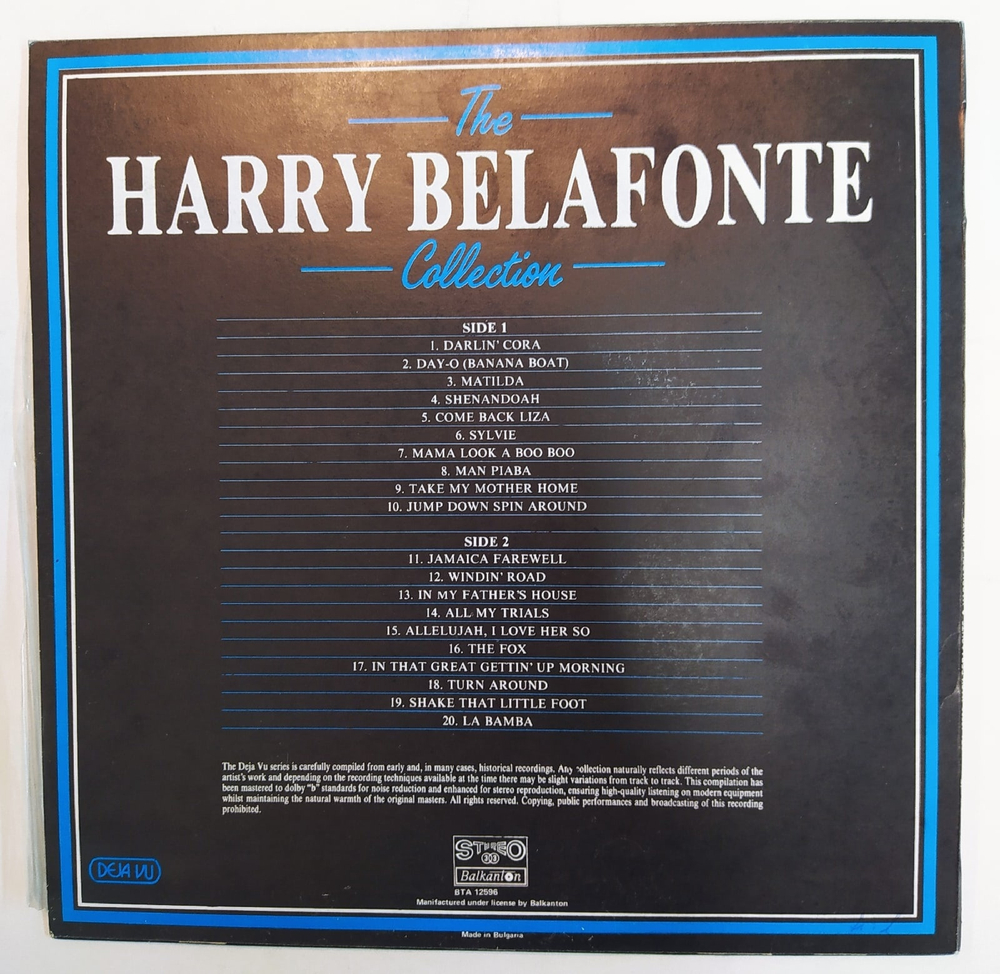 The
HARRY BELAFONTE
Collection
SIDE 1
1. DARLIN' CORA
2. DAY-O (BANANA BOAT)
3. MATILDA
4. SHENANDOAH
5. COME BACK LIZA
6. SYLVIE
7. MAMA LOOK A BOO BOO
8. MAN PIABA
9. TAKE MY MOTHER HOME
10. JUMP DOWN SPIN AROUND
SIDE 2
11. JAMAICA FAREWELL
12. WINDIN' ROAD
13. IN MY FATHER'S HOUSE
14. ALL MY TRIALS
15. ALLELUJAH, I LOVE HER SO
16. THE FOX
17. IN THAT GREAT GETTIN' UP MORNING
18. TURN AROUND
19. SHAKE THAT LITTLE FOOT
20. LA BAMBA
The Deja Vu series is carefully compiled from early and, in many cases, historical recordings. Any collection naturally reflects different periods of the
artist's work and depending on the recording techniques available at the time there may be slight variations from track to track. This compilation has
been mastered to dolby "b" standards for noise reduction and enhanced for stereo reproduction, ensuring high-quality listening on modern equipment
whilst maintaining the natural warmth of the original masters. All rights reserved. Copying, public performances and broadcasting of this recording
prohibited.
STEREO
33
Balkanton
DEJA VU
BTA 12596
Manifactured under license by Balkanton
Made in Bulgaria